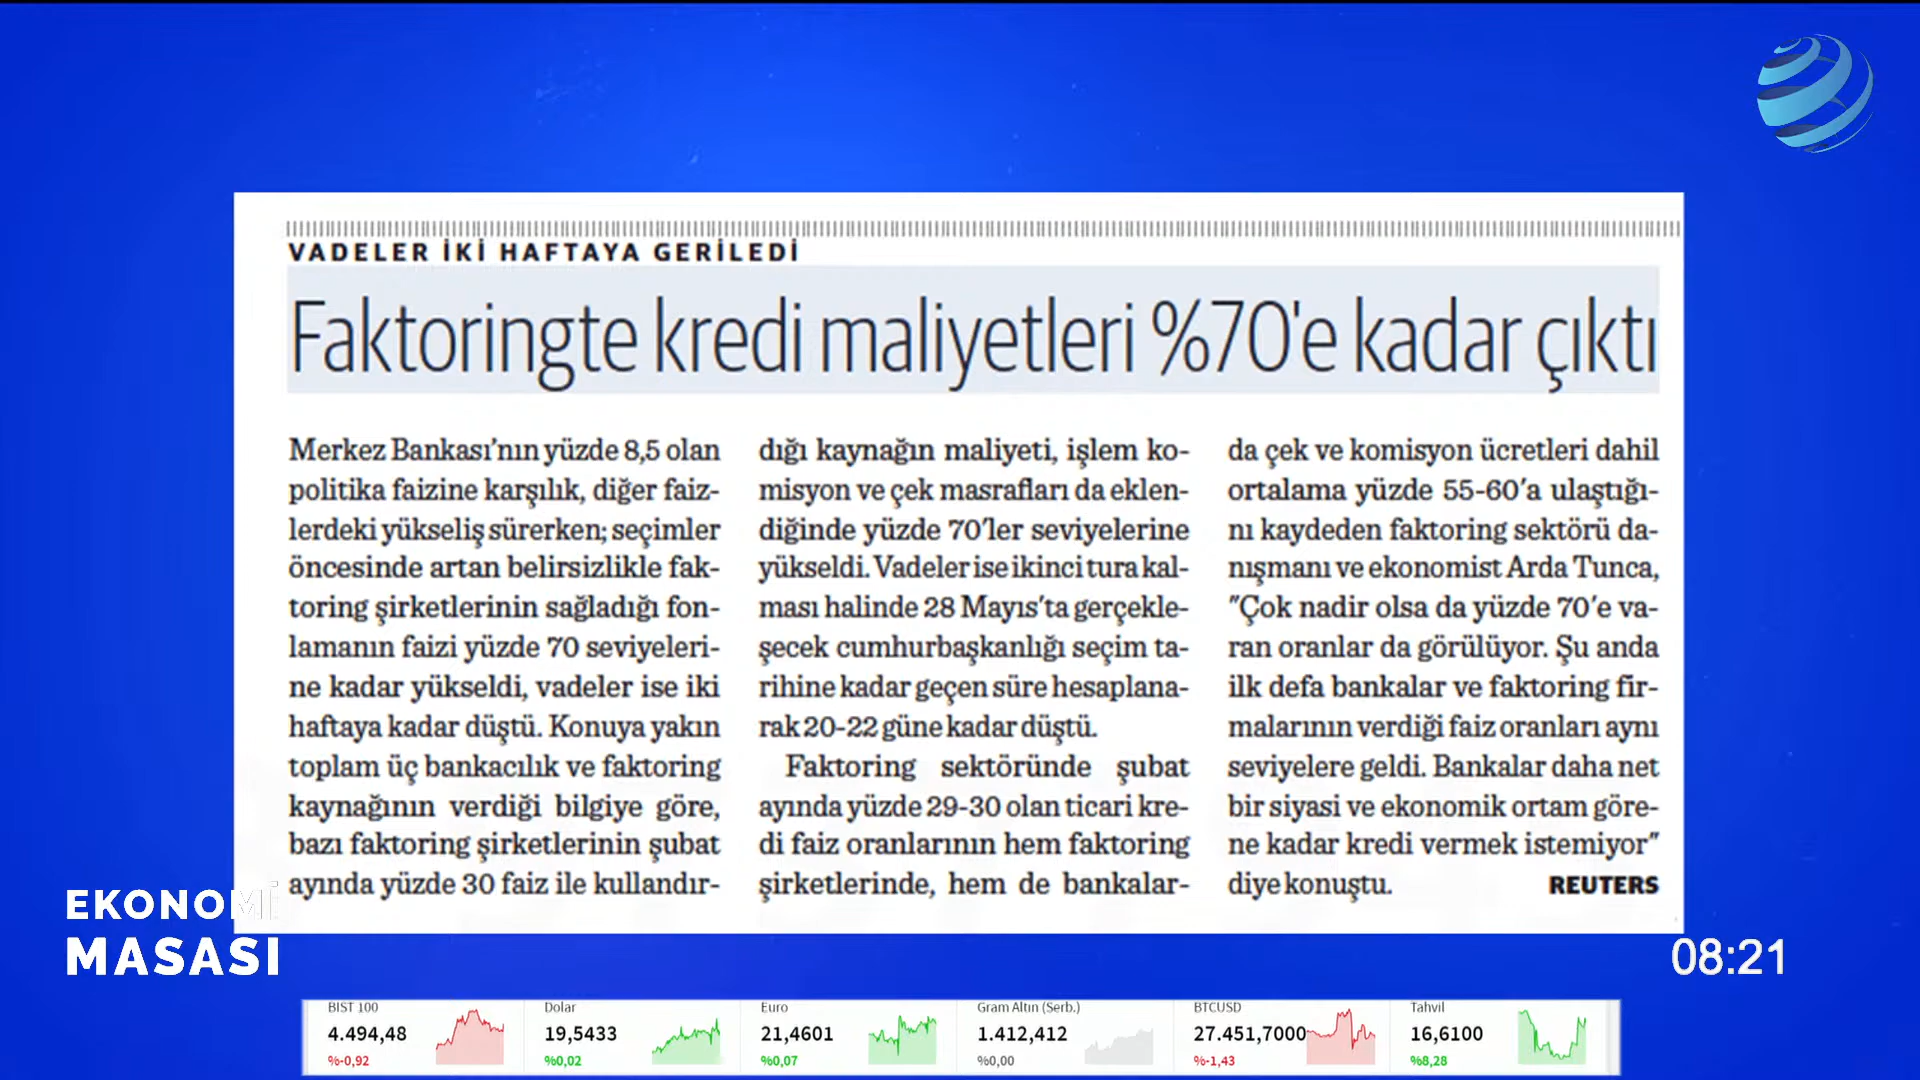 VADELER İKİ HAFTAYA GERİLEDİ
Faktoringte kredi maliyetleri %70'e kadar çıktı
Merkez Bankası'nın yüzde 8,5 olan
politika faizine karşılık, diğer faiz-
lerdeki yükseliş sürerken; seçimler
öncesinde artan belirsizlikle fak-
toring şirketlerinin sağladığı fon-
lamanın faizi yüzde 70 seviyeleri-
ne kadar yükseldi, vadeler ise iki
haftaya kadar düştü. Konuya yakın
toplam üç bankacılık ve faktoring
kaynağının verdiği bilgiye göre,
bazı faktoring şirketlerinin şubat
ayında yüzde 30 faiz ile kullandır-
dığı kaynağın maliyeti, işlem ko-
misyon ve çek masrafları da eklen-
diğinde yüzde 70'ler seviyelerine
yükseldi. Vadeler ise ikinci tura kal-
ması halinde 28 Mayıs'ta gerçekle-
şecek cumhurbaşkanlığı seçim ta-
rihine kadar geçen süre hesaplana-
rak 20-22 güne kadar düştü.
Faktoring sektöründe şubat
ayında yüzde 29-30 olan ticari kre-
di faiz oranlarının hem faktoring
şirketlerinde, hem de bankalar-
da çek ve komisyon ücretleri dahil
ortalama yüzde 55-60'a ulaştığı-
nı kaydeden faktoring sektörü da-
nışmanı ve ekonomist Arda Tunca,
"Çok nadir olsa da yüzde 70'e va-
ran oranlar da görülüyor. Şu anda
ilk defa bankalar ve faktoring fir-
malarının verdiği faiz oranları aynı
seviyelere geldi. Bankalar daha net
bir siyasi ve ekonomik ortam göre-
ne kadar kredi vermek istemiyor"
diye konuştu. REUTERS
EKONOMİ
MASASI
08:21
BIST 100 Dolar Euro Gram Altın (Serb.) BTCUSD Tahvil
4.494,48 19,5433 21,4601 1.412,412 27.451,7000 16,6100
%-0,92 %0,02 %0,07 %0,00 %-1,43 %8,28